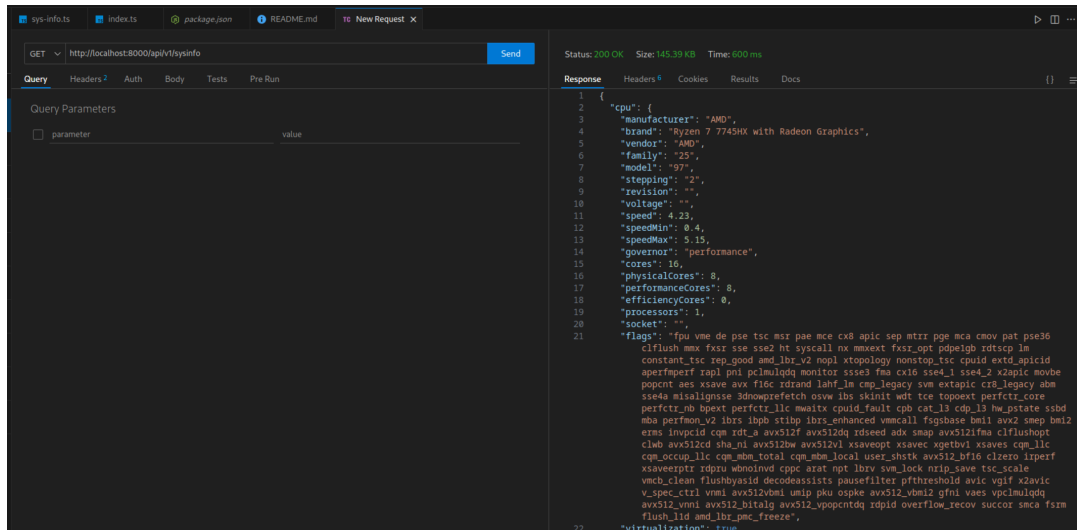 sys-info.ts index.ts package.json README.md TC New Request
GET http://localhost:8000/api/v1/sysinfo Send
Query Headers 2 Auth Body Tests Pre Run
Query Parameters
parameter value
Status: 200 OK Size: 145.39 KB Time: 600 ms
Response Headers 6 Cookies Results Docs {}
1 {
2 "cpu": {
3 "manufacturer": "AMD",
4 "brand": "Ryzen 7 7745HX with Radeon Graphics",
5 "vendor": "AMD",
6 "family": "25",
7 "model": "97",
8 "stepping": "2",
9 "revision": "",
10 "voltage": "",
11 "speed": 4.23,
12 "speedMin": 0.4,
13 "speedMax": 5.15,
14 "governor": "performance",
15 "cores": 16,
16 "physicalCores": 8,
17 "performanceCores": 8,
18 "efficiencyCores": 0,
19 "processors": 1,
20 "socket": "",
21 "flags": "fpu vme de pse tsc msr pae mce cx8 apic sep mtrr pge mca cmov pat pse36
clflush mmx fxsr sse sse2 ht syscall nx mmxext fxsr_opt pdpe1gb rdtscp lm
constant_tsc rep_good amd_lbr_v2 nopl xtopology nonstop_tsc cpuid extd_apicid
aperfmperf rapl pni pclmulqdq monitor ssse3 fma cx16 sse4_1 sse4_2 x2apic movbe
popcnt aes xsave avx f16c rdrand lahf_lm cmp_legacy svm extapic cr8_legacy abm
sse4a misalignsse 3dnowprefetch osvw ibs skinit wdt tce topoext perfctr_core
perfctr_nb bpext perfctr_llc mwaitx cpuid_fault cpb cat_l3 cdp_l3 hw_pstate ssbd
mba perfmon_v2 ibrs ibpb stibp ibrs_enhanced vmmcall fsgsbase bmi1 avx2 smep bmi2
erms invpcid cqm rdt_a avx512f avx512dq rdseed adx smap avx512ifma clflushopt
clwb avx512cd sha_ni avx512bw avx512vl xsaveopt xsavec xgetbv1 xsaves cqm_llc
cqm_occup_llc cqm_mbm_total cqm_mbm_local user_shstk avx512_bf16 clzero irperf
xsaveerptr rdpru wbnoinvd cppc arat npt lbrv svm_lock nrip_save tsc_scale
vmcb_clean flushbyasid decodeassists pausefilter pfthreshold avic vgif x2avic
v_spec_ctrl vnmi avx512vbmi umip pku ospke avx512_vbmi2 gfni vaes vpclmulqdq
avx512_vnni avx512_bitalg avx512_vpopcntdq rdpid overflow_recov succor smca fsrm
flush_l1d amd_lbr_pmc_freeze",
22 "virtualization": true,